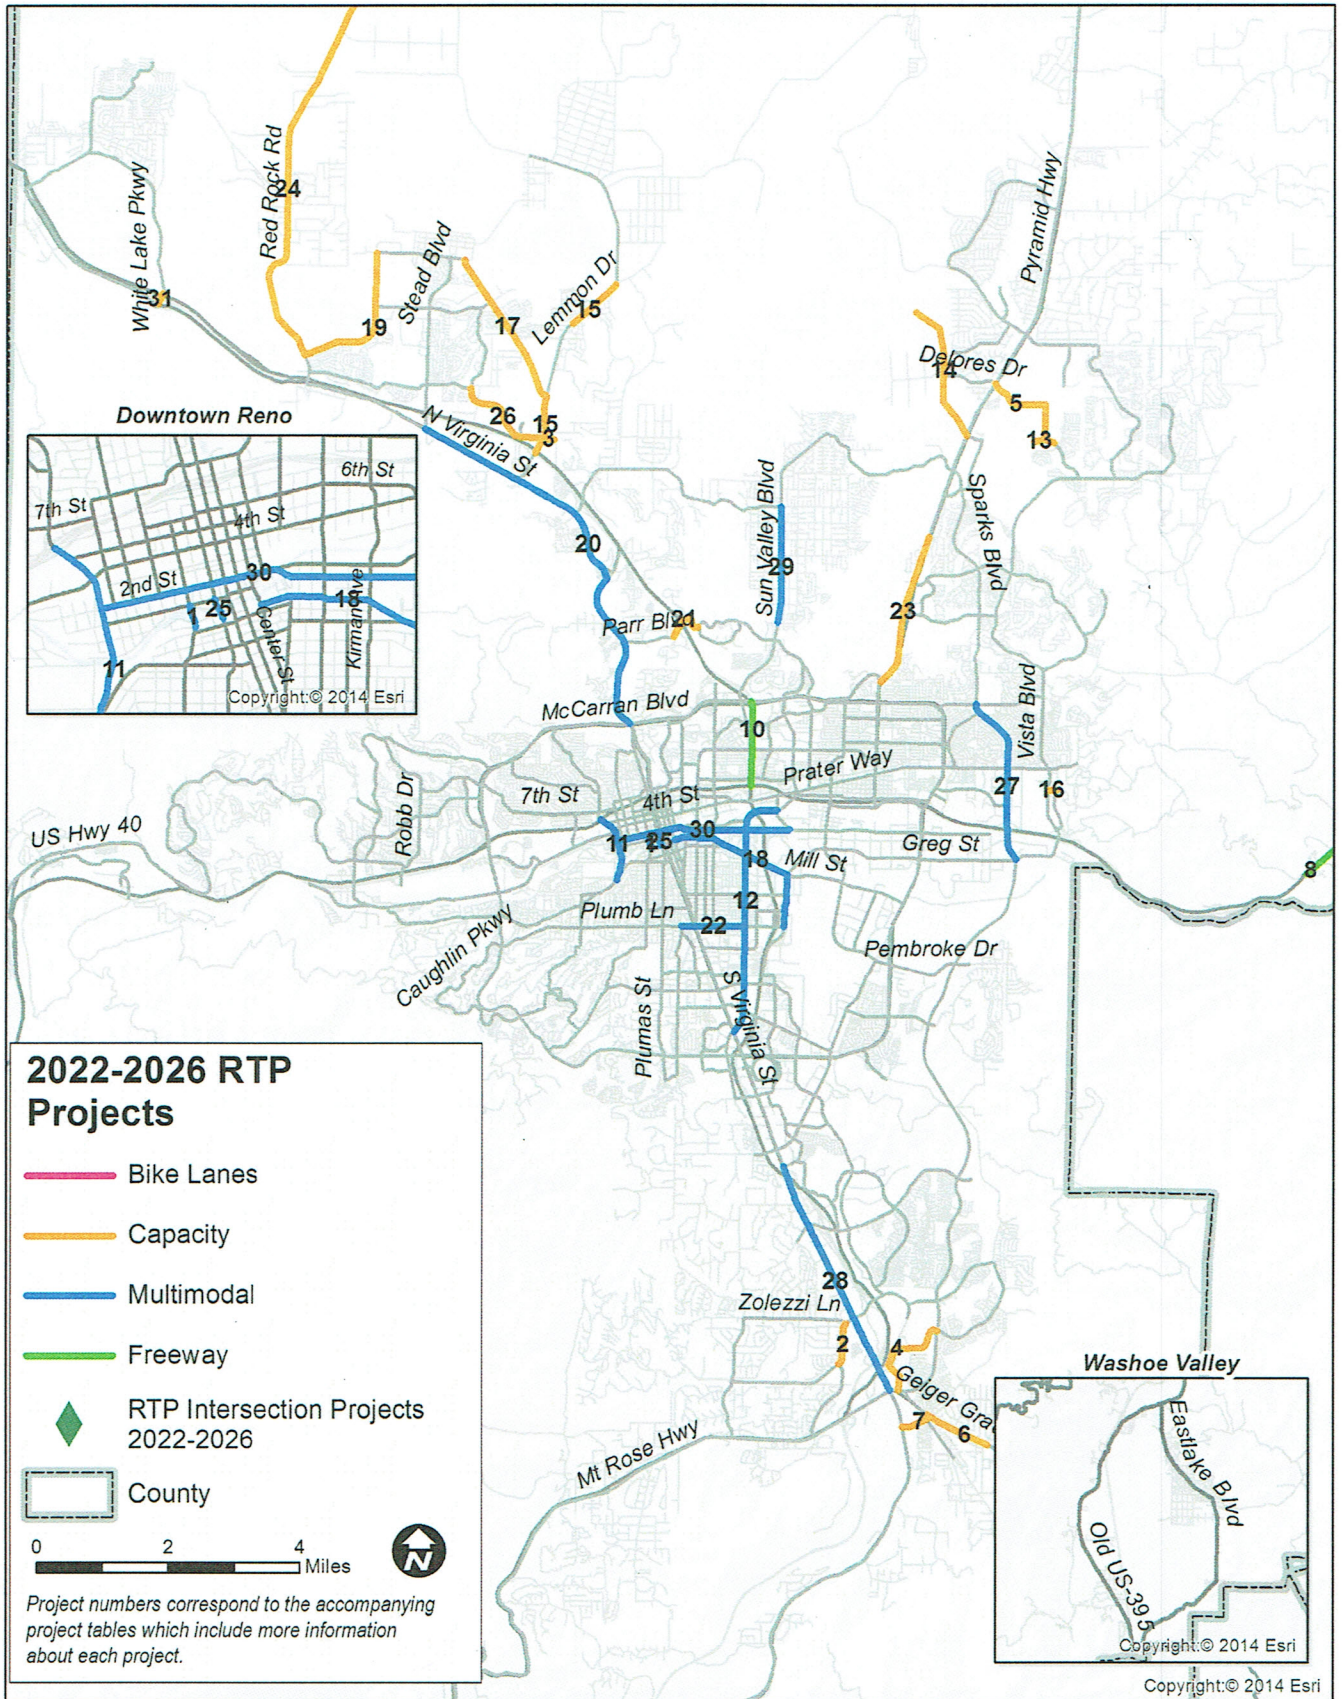 Red Rock Rd
24
White Lake Pkwy
31
Stead Blvd
19
17
Lemmon Dr
15
Pyramid Hwy
Delores Dr
14
5
13
26
15
3
N Virginia St
Downtown Reno
6th St
7th St
4th St
2nd St
30
1
25
18
Center St
Kirman Ave
11
Copyright:© 2014 Esri
20
Sun Valley Blvd
29
Sparks Blvd
23
Parr Blvd
21
McCarran Blvd
10
Vista Blvd
Prater Way
27
16
7th St
4th St
Robb Dr
US Hwy 40
11
25
30
18
Mill St
Greg St
8
12
Plumb Ln
22
Caughlin Pkwy
Pembroke Dr
Plumas St
S Virginia St
28
Zolezzi Ln
2
4
Geiger Gra
7
6
Mt Rose Hwy
2022-2026 RTP
Projects
Bike Lanes
Capacity
Multimodal
Freeway
RTP Intersection Projects
2022-2026
County
0 2 4
Miles
N
Project numbers correspond to the accompanying
project tables which include more information
about each project.
Washoe Valley
Eastlake Blvd
Old US-395
Copyright:© 2014 Esri
Copyright:© 2014 Esri